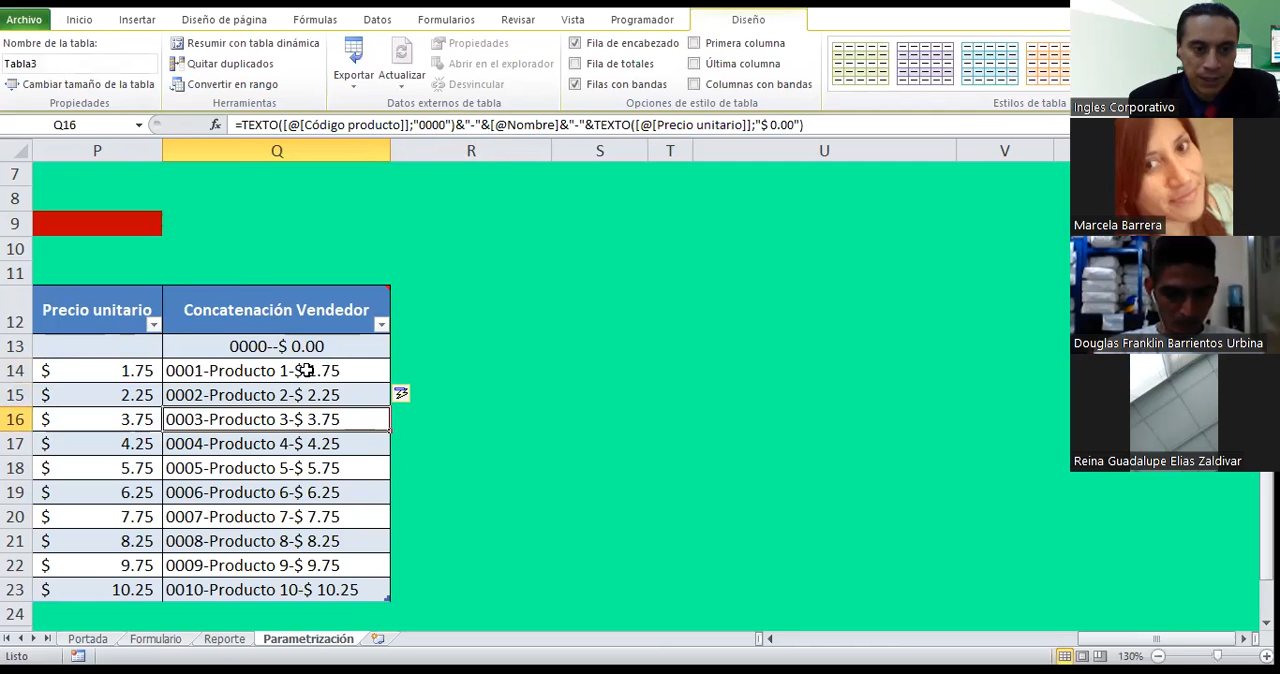 Archivo Inicio Insertar Diseño de página Fórmulas Datos Formularios Revisar Vista Programador Diseño
Nombre de la tabla:
Tabla3
Cambiar tamaño de la tabla
Propiedades
Resumir con tabla dinámica
Quitar duplicados
Convertir en rango
Herramientas
Exportar Actualizar
Propiedades
Abrir en el explorador
Desvincular
Datos externos de tabla
Fila de encabezado
Fila de totales
Filas con bandas
Primera columna
Última columna
Columnas con bandas
Opciones de estilo de tabla
Estilos de tabla
Q16 fx =TEXTO([@[Código producto]];"0000")&"-"&[@Nombre]&"-"&TEXTO([@[Precio unitario]];"$ 0.00")
P Q R S T U V
7
8
9
10
11
12 Precio unitario Concatenación Vendedor
13 0000--$ 0.00
14 $ 1.75 0001-Producto 1-$ 1.75
15 $ 2.25 0002-Producto 2-$ 2.25
16 $ 3.75 0003-Producto 3-$ 3.75
17 $ 4.25 0004-Producto 4-$ 4.25
18 $ 5.75 0005-Producto 5-$ 5.75
19 $ 6.25 0006-Producto 6-$ 6.25
20 $ 7.75 0007-Producto 7-$ 7.75
21 $ 8.25 0008-Producto 8-$ 8.25
22 $ 9.75 0009-Producto 9-$ 9.75
23 $ 10.25 0010-Producto 10-$ 10.25
24
Portada Formulario Reporte Parametrización
Listo 130%
Ingles Corporativo
Marcela Barrera
Douglas Franklin Barrientos Urbina
Reina Guadalupe Elias Zaldivar